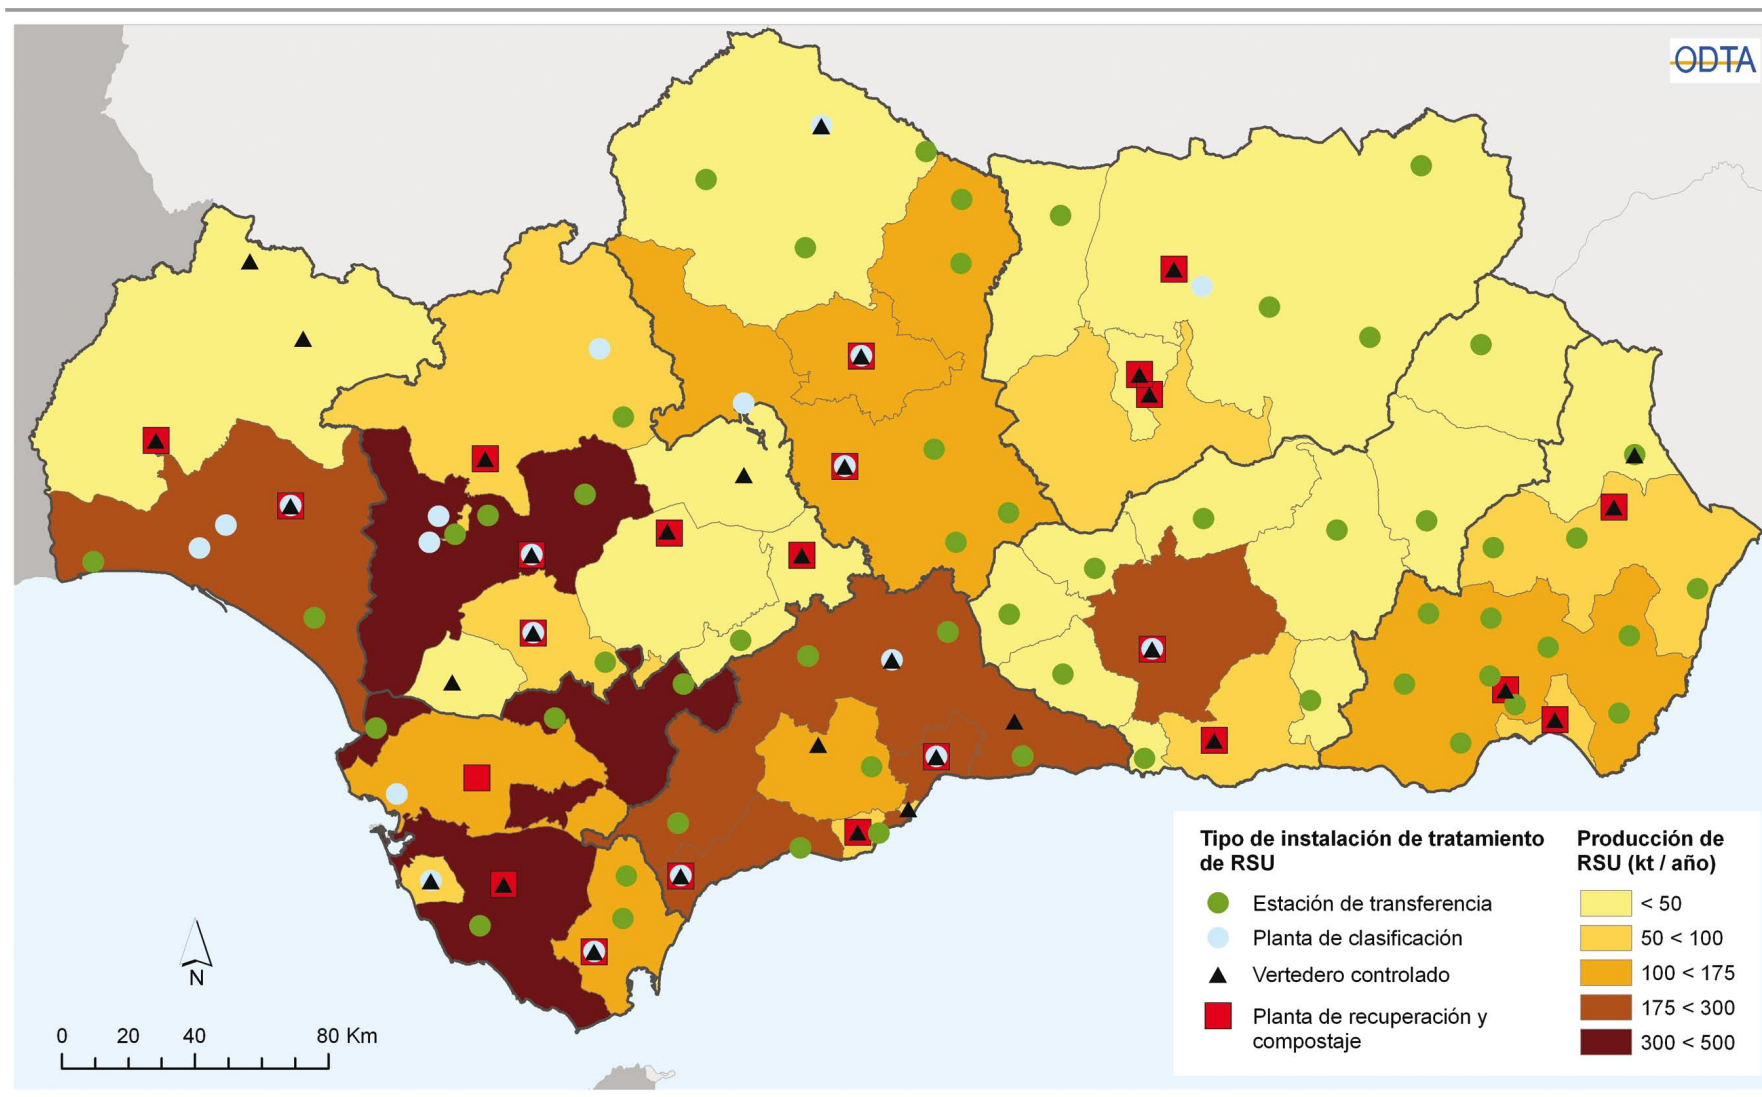 ODTA
Tipo de instalación de tratamiento
de RSU
Estación de transferencia
Planta de clasificación
Vertedero controlado
Planta de recuperación y
compostaje
Producción de
RSU (kt / año)
< 50
50 < 100
100 < 175
175 < 300
300 < 500
N
0 20 40 80 Km